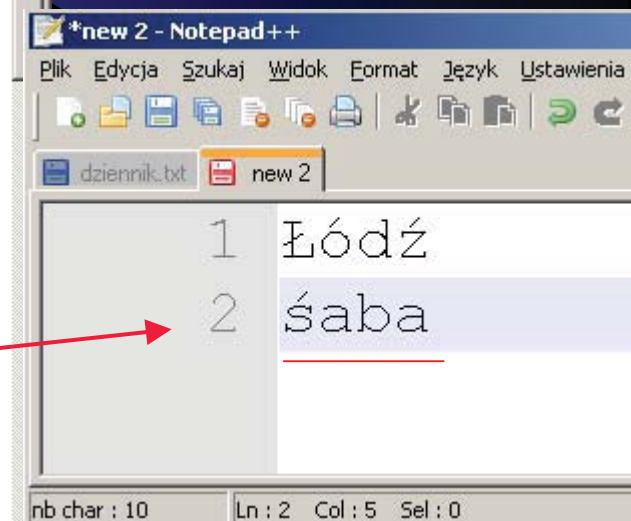 *new 2 - Notepad++
Plik Edycja Szukaj Widok Format Język Ustawienia
dziennik.txt new 2
1 Łódź
2 śaba
nb char : 10 Ln : 2 Col : 5 Sel : 0